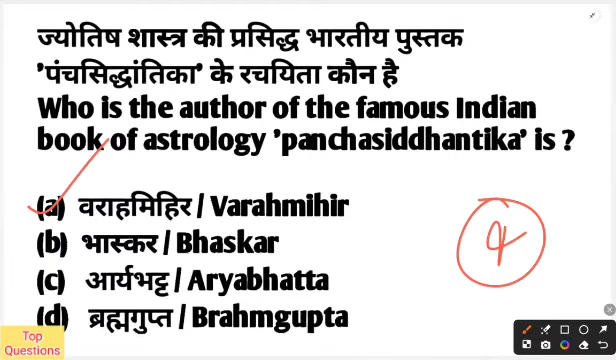 ज्योतिष शास्त्र की प्रसिद्ध भारतीय पुस्तक
'पंचसिद्धांतिका' के रचयिता कौन है
Who is the author of the famous Indian
book of astrology 'panchasiddhantika' is ?
(a) वराहमिहिर / Varahmihir
(b) भास्कर / Bhaskar
(c) आर्यभट्ट / Aryabhatta
(d) ब्रह्मगुप्त / Brahmgupta
Top
Questions